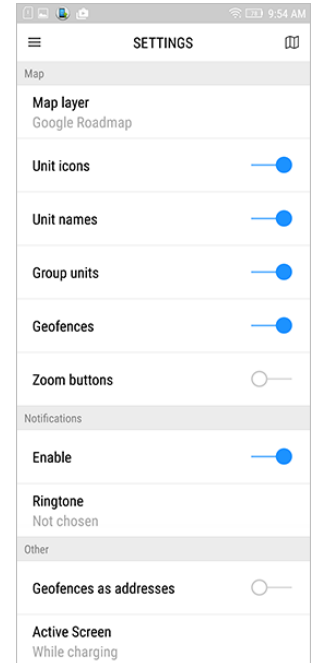 9:54 AM
SETTINGS
Map
Map layer
Google Roadmap
Unit icons
Unit names
Group units
Geofences
Zoom buttons
Notifications
Enable
Ringtone
Not chosen
Other
Geofences as addresses
Active Screen
While charging